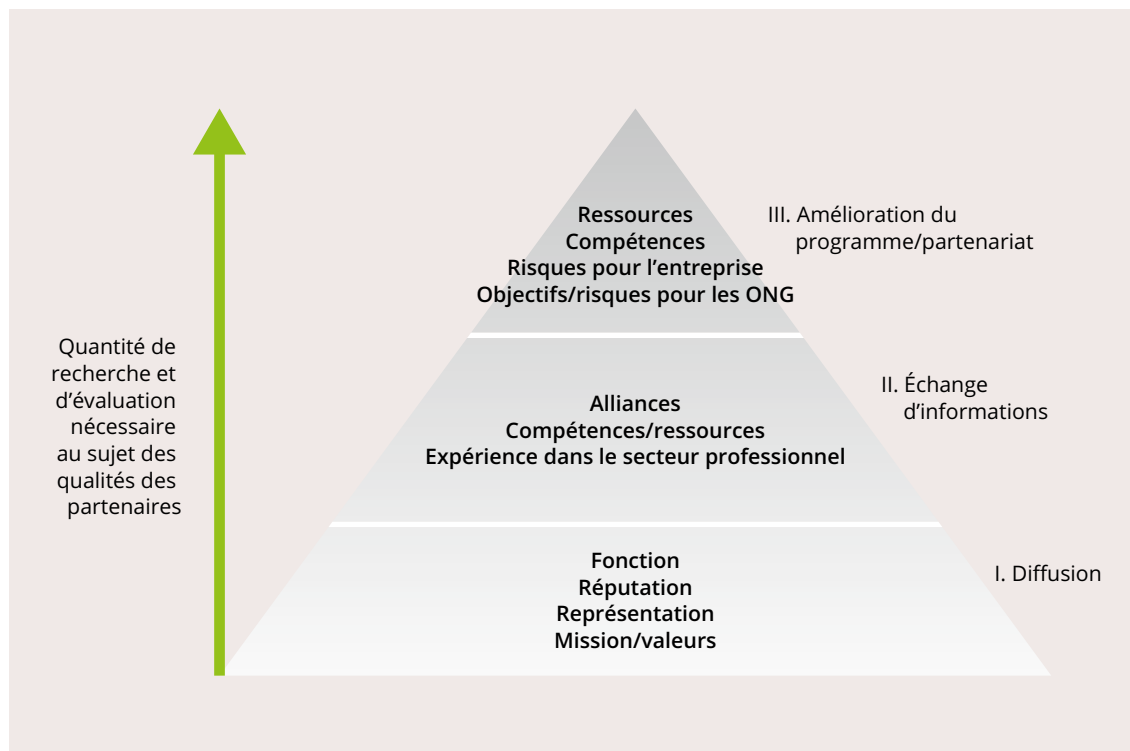 Ressources
Compétences
Risques pour l’entreprise
Objectifs/risques pour les ONG
III. Amélioration du
programme/partenariat
Quantité de
recherche et
d’évaluation
nécessaire
au sujet des
qualités des
partenaires
Alliances
Compétences/ressources
Expérience dans le secteur professionnel
II. Échange
d’informations
Fonction
Réputation
Représentation
Mission/valeurs
I. Diffusion